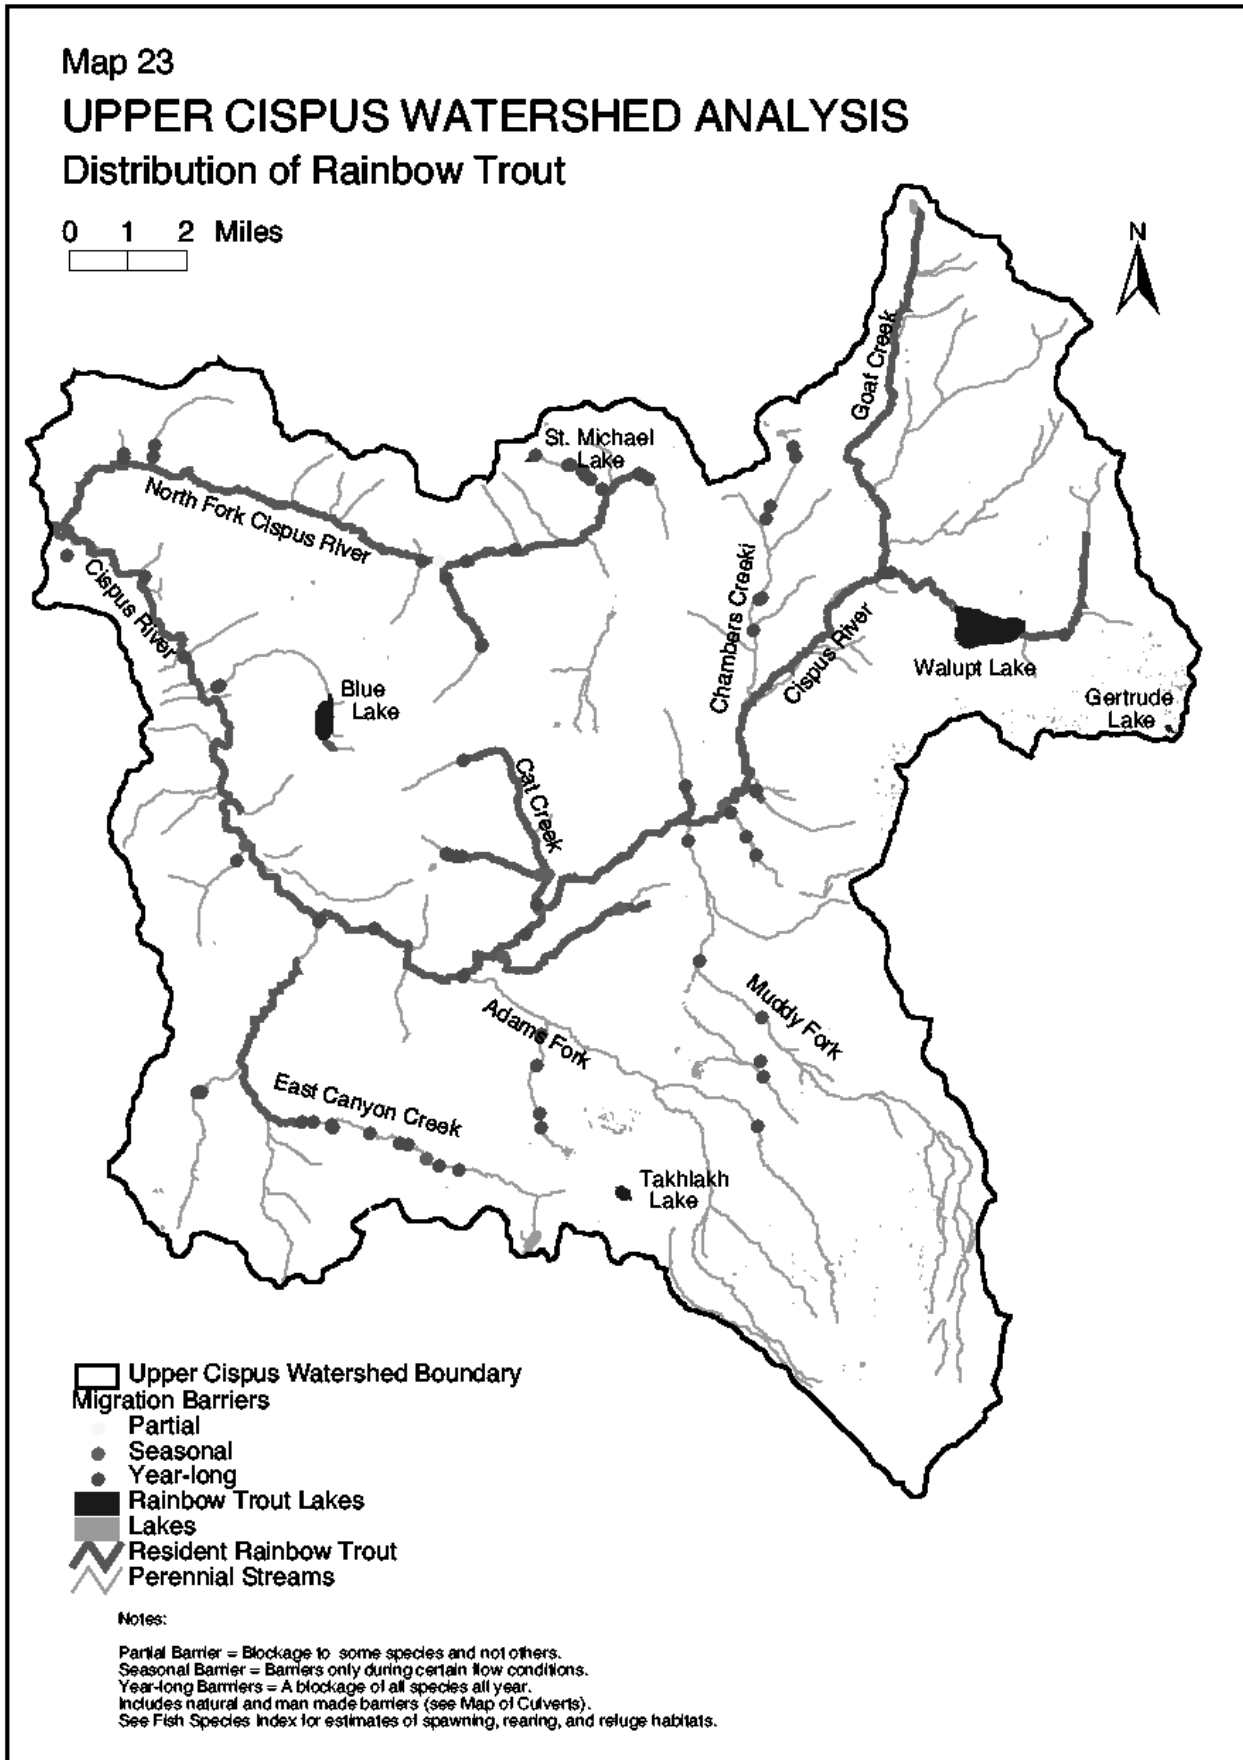 Map 23
UPPER CISPUS WATERSHED ANALYSIS
Distribution of Rainbow Trout
0 1 2 Miles
N
Goaf Creek
St. Michael
Lake
North Fork Cispus River
Cispus River
Chambers Creeki
Cispus River
Walupt Lake
Gertrude
Lake
Blue
Lake
Cat Creek
Muddy Fork
Adams Fork
East Canyon Creek
Takhlakh
Lake
Upper Cispus Watershed Boundary
Migration Barriers
Partial
Seasonal
Year-long
Rainbow Trout Lakes
Lakes
Resident Rainbow Trout
Perennial Streams
Notes:
Partial Barrier = Blockage to some species and not others.
Seasonal Barrier = Barriers only during certain flow conditions.
Year-long Barrriers = A blockage of all species all year.
Includes natural and man made barriers (see Map of Culverts).
See Fish Species Index for estimates of spawning, rearing, and refuge habitats.